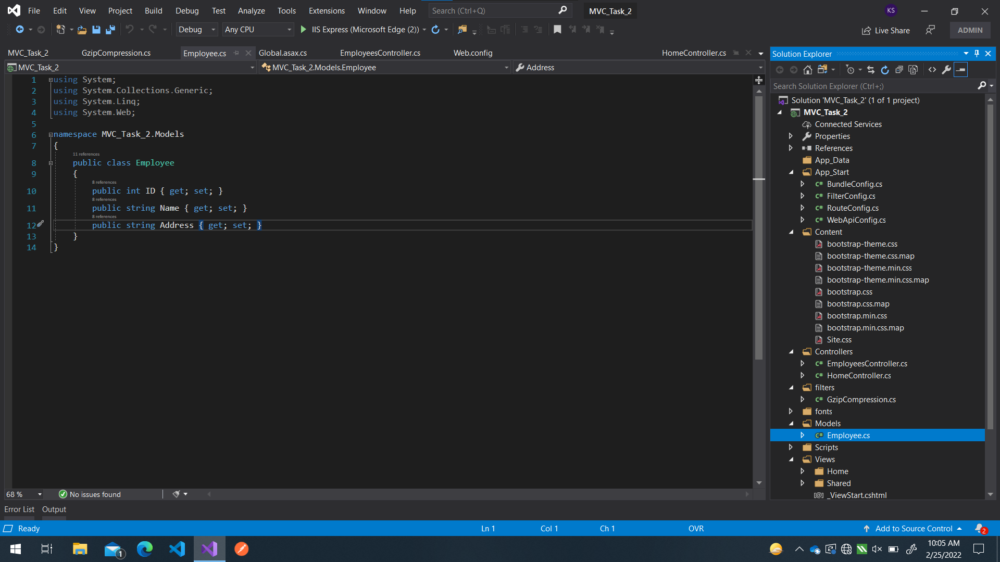 File Edit View Project Build Debug Test Analyze Tools Extensions Window Help Search (Ctrl+Q) MVC_Task_2 KS
Debug Any CPU IIS Express (Microsoft Edge (2)) Live Share ADMIN
MVC_Task_2 GzipCompression.cs Employee.cs Global.asax.cs EmployeesController.cs Web.config HomeController.cs
MVC_Task_2 MVC_Task_2.Models.Employee Address
1 using System;
2 using System.Collections.Generic;
3 using System.Linq;
4 using System.Web;
5
6 namespace MVC_Task_2.Models
7 {
11 references
8 public class Employee
9 {
8 references
10 public int ID { get; set; }
8 references
11 public string Name { get; set; }
8 references
12 public string Address { get; set; }
13 }
14 }
68 % No issues found
Error List Output
Solution Explorer
Search Solution Explorer (Ctrl+;)
Solution 'MVC_Task_2' (1 of 1 project)
MVC_Task_2
Connected Services
Properties
References
App_Data
App_Start
C# BundleConfig.cs
C# FilterConfig.cs
C# RouteConfig.cs
C# WebApiConfig.cs
Content
bootstrap-theme.css
bootstrap-theme.css.map
bootstrap-theme.min.css
bootstrap-theme.min.css.map
bootstrap.css
bootstrap.css.map
bootstrap.min.css
bootstrap.min.css.map
Site.css
Controllers
C# EmployeesController.cs
C# HomeController.cs
filters
C# GzipCompression.cs
fonts
Models
C# Employee.cs
Scripts
Views
Home
Shared
[@] _ViewStart.cshtml
Ready Ln 1 Col 1 Ch 1 OVR Add to Source Control 2
1
10:05 AM
2/25/2022